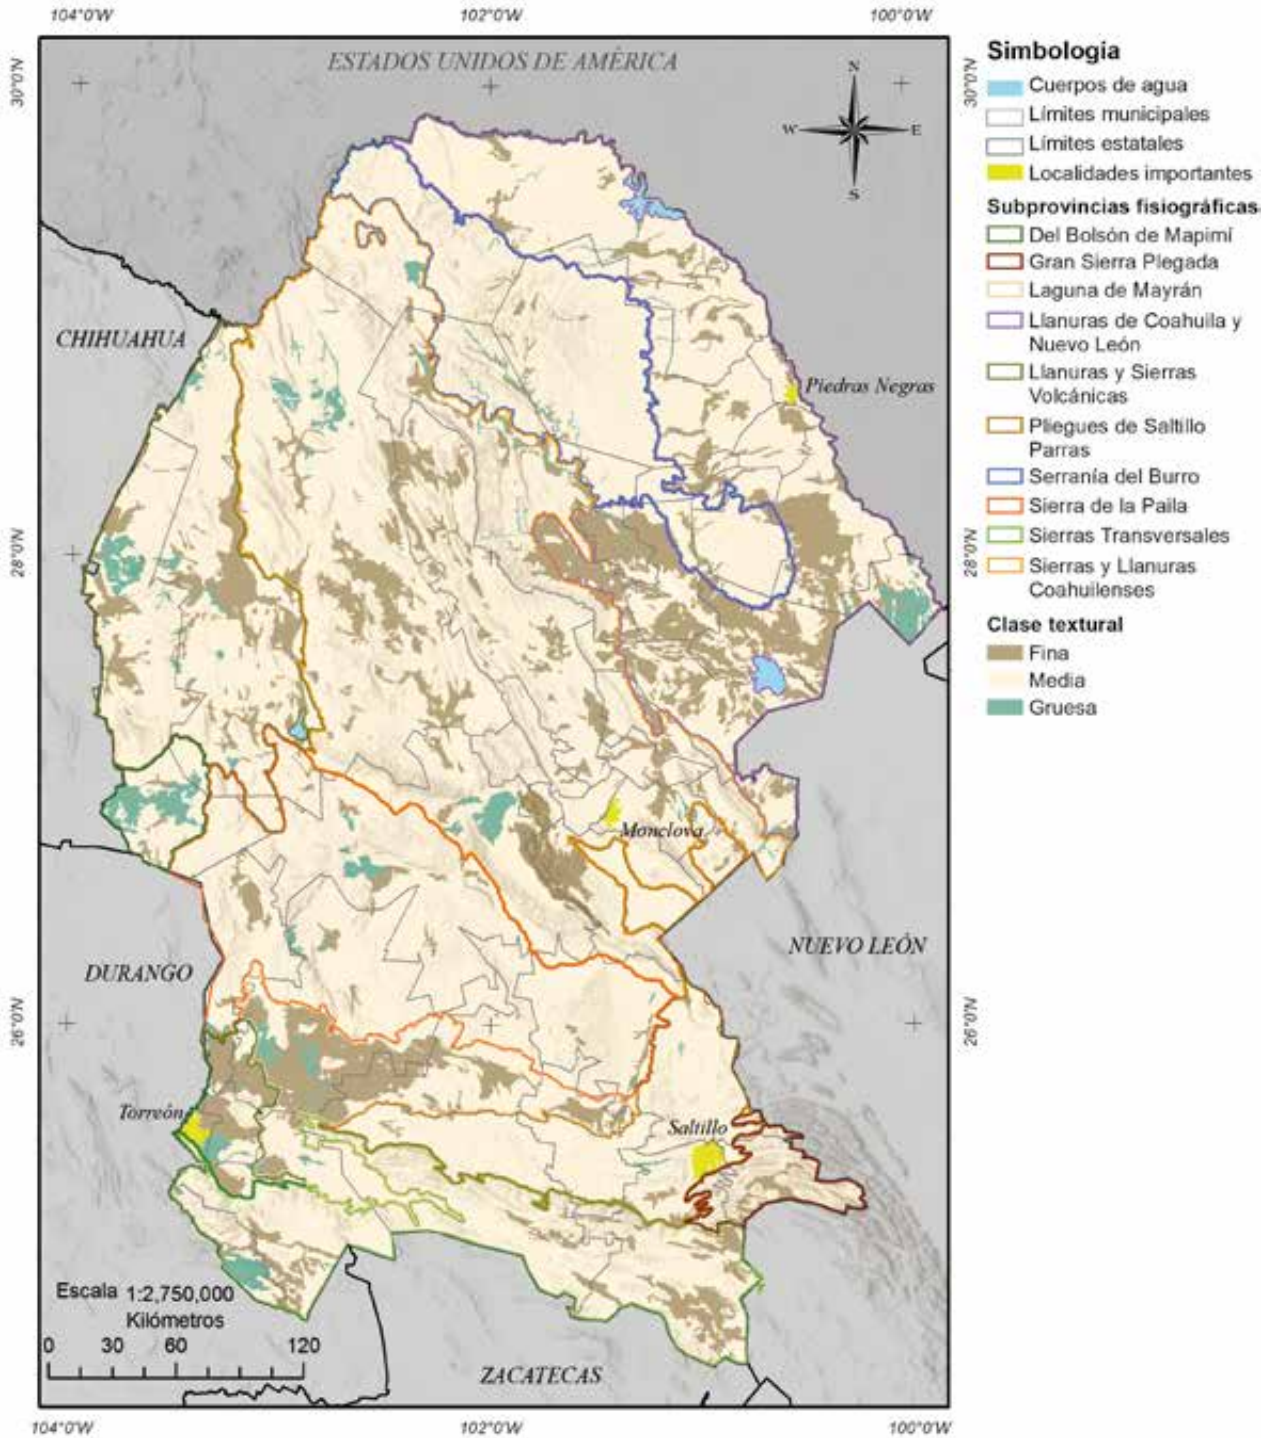 104°0'W 102°0'W 100°0'W
30°0'N
30°0'N
ESTADOS UNIDOS DE AMÉRICA
N
W E
S
CHIHUAHUA
Piedras Negras
28°0'N
28°0'N
Monclova
NUEVO LEÓN
DURANGO
26°0'N
26°0'N
Torreón
Saltillo
Escala 1:2,750,000
Kilómetros
0 30 60 120
ZACATECAS
104°0'W 102°0'W 100°0'W
Simbología
Cuerpos de agua
Límites municipales
Límites estatales
Localidades importantes
Subprovincias fisiográficas
Del Bolsón de Mapimí
Gran Sierra Plegada
Laguna de Mayrán
Llanuras de Coahuila y
Nuevo León
Llanuras y Sierras
Volcánicas
Pliegues de Saltillo
Parras
Serranía del Burro
Sierra de la Paila
Sierras Transversales
Sierras y Llanuras
Coahuilenses
Clase textural
Fina
Media
Gruesa